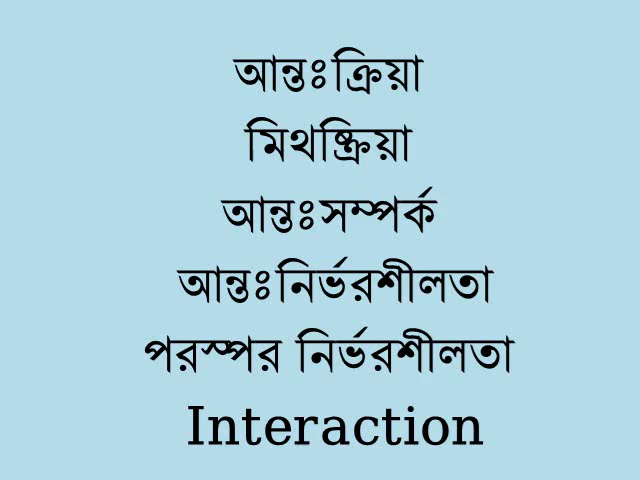 আন্তঃক্রিয়া
মিথষ্ক্রিয়া
আন্তঃসম্পর্ক
আন্তঃনির্ভরশীলতা
পরস্পর নির্ভরশীলতা
Interaction